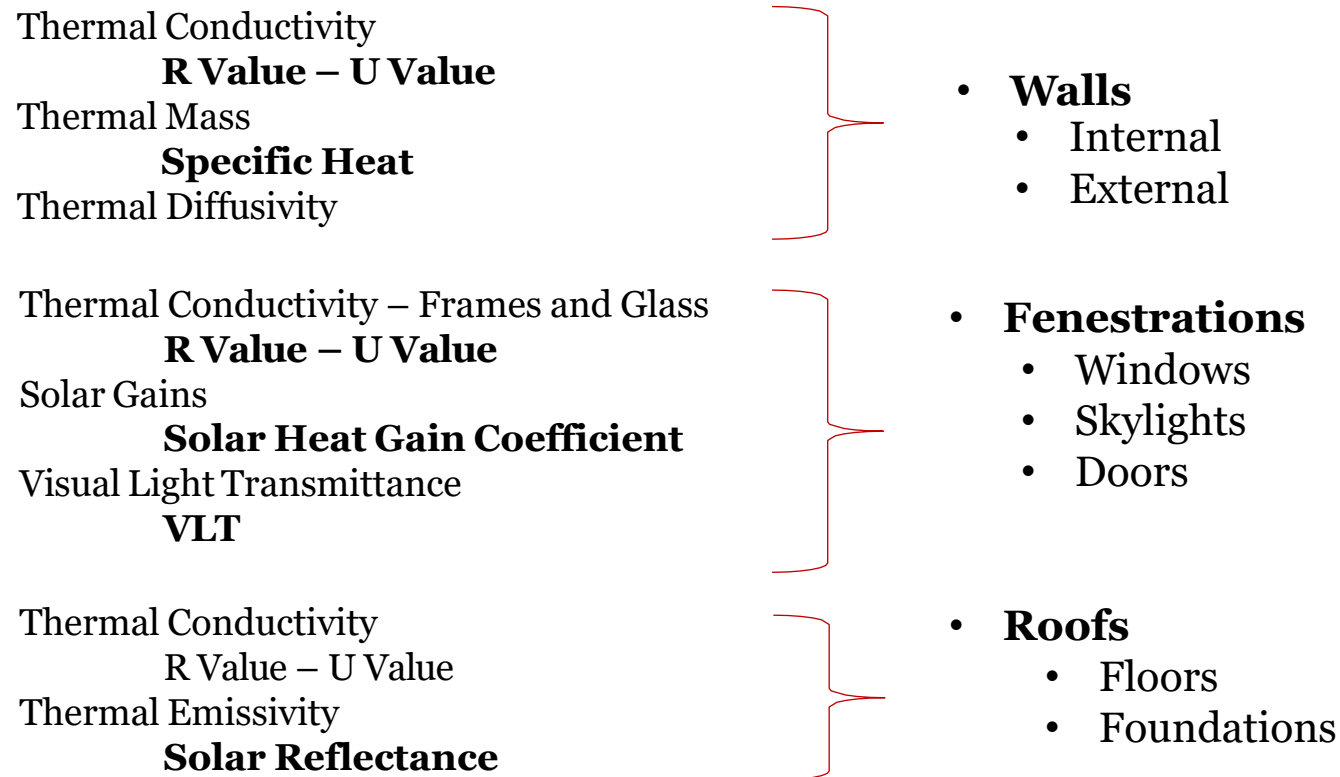 Thermal Conductivity
R Value – U Value
Thermal Mass
Specific Heat
Thermal Diffusivity
• Walls
• Internal
• External
Thermal Conductivity – Frames and Glass
R Value – U Value
Solar Gains
Solar Heat Gain Coefficient
Visual Light Transmittance
VLT
• Fenestrations
• Windows
• Skylights
• Doors
Thermal Conductivity
R Value – U Value
Thermal Emissivity
Solar Reflectance
• Roofs
• Floors
• Foundations